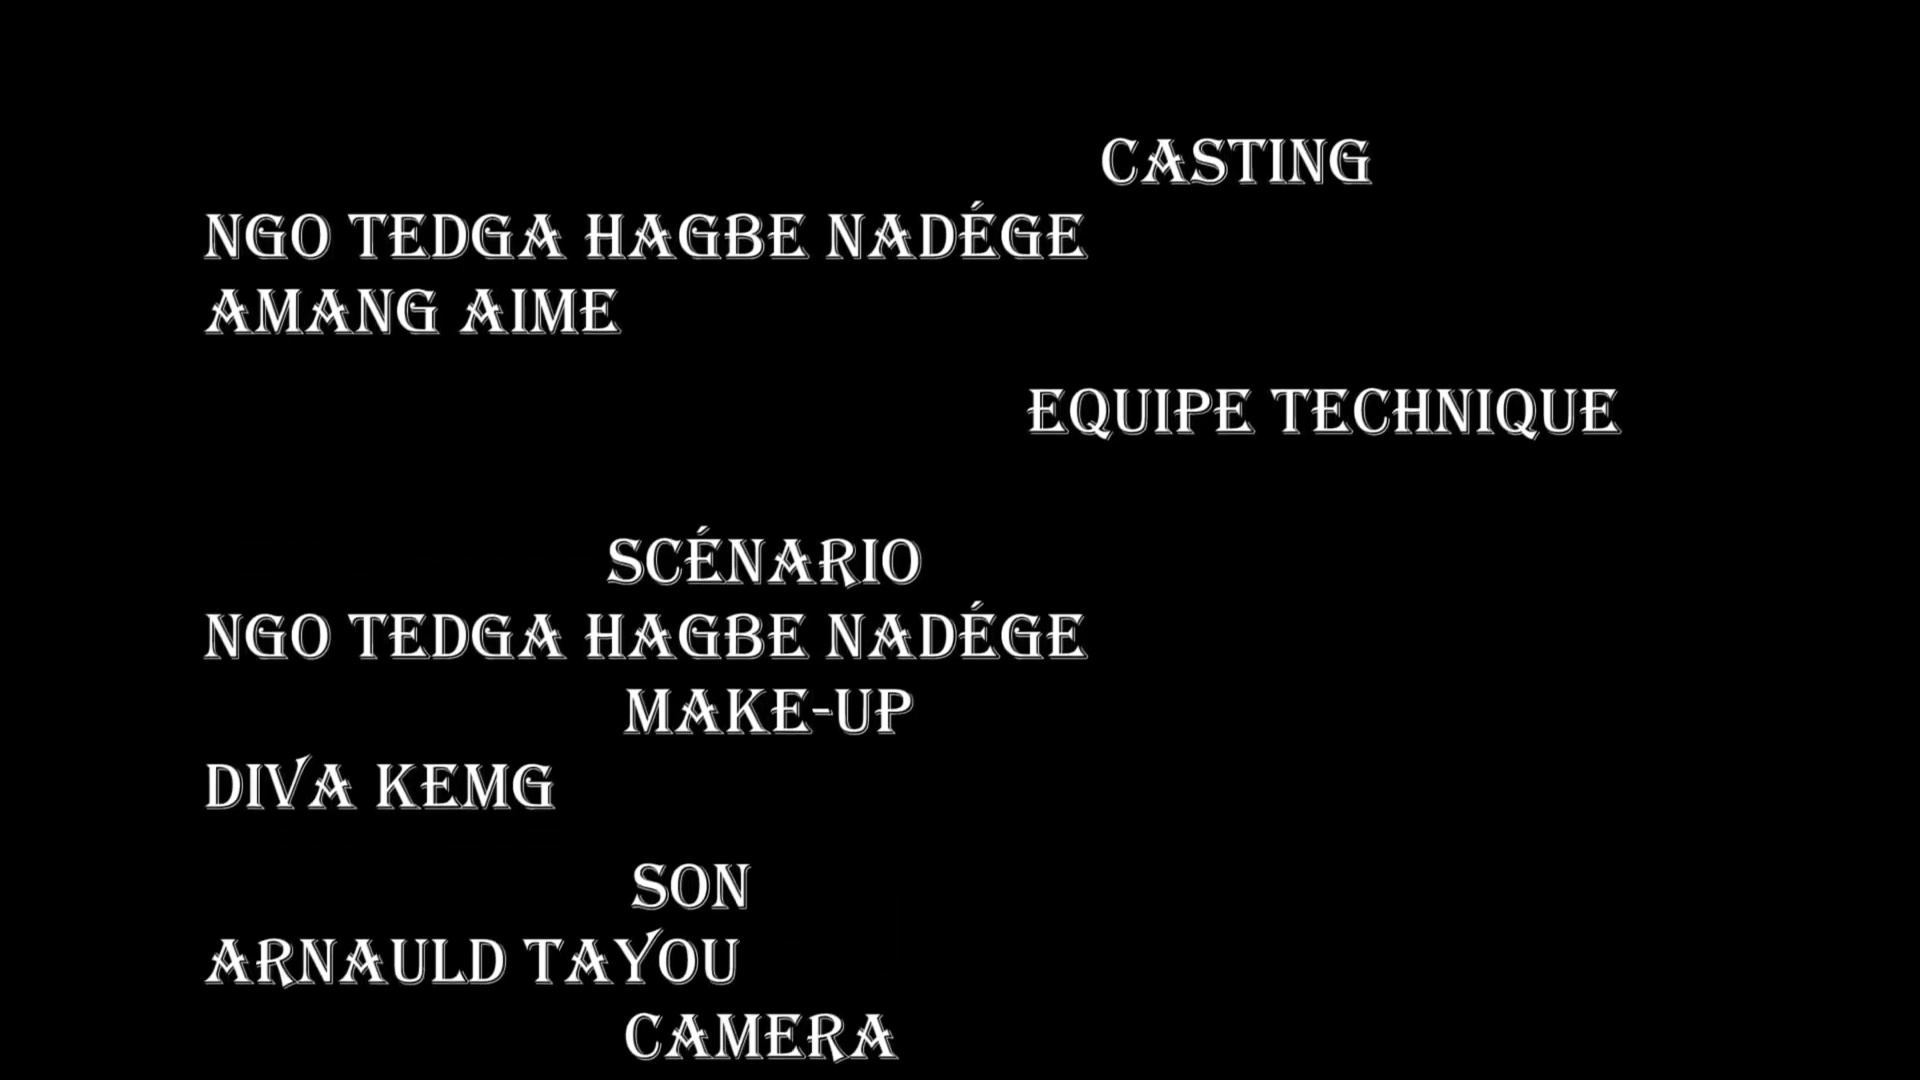 CASTING
NGO TEDGA HAGBE NADÉGE
AMANG AIME
EQUIPE TECHNIQUE
SCÉNARIO
NGO TEDGA HAGBE NADÉGE
MAKE-UP
DIVA KEMG
SON
ARNAULD TAYOU
CAMERA